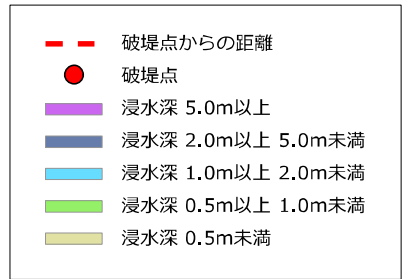 破堤点からの距離
破堤点
浸水深 5.0m以上
浸水深 2.0m以上 5.0m未満
浸水深 1.0m以上 2.0m未満
浸水深 0.5m以上 1.0m未満
浸水深 0.5m未満